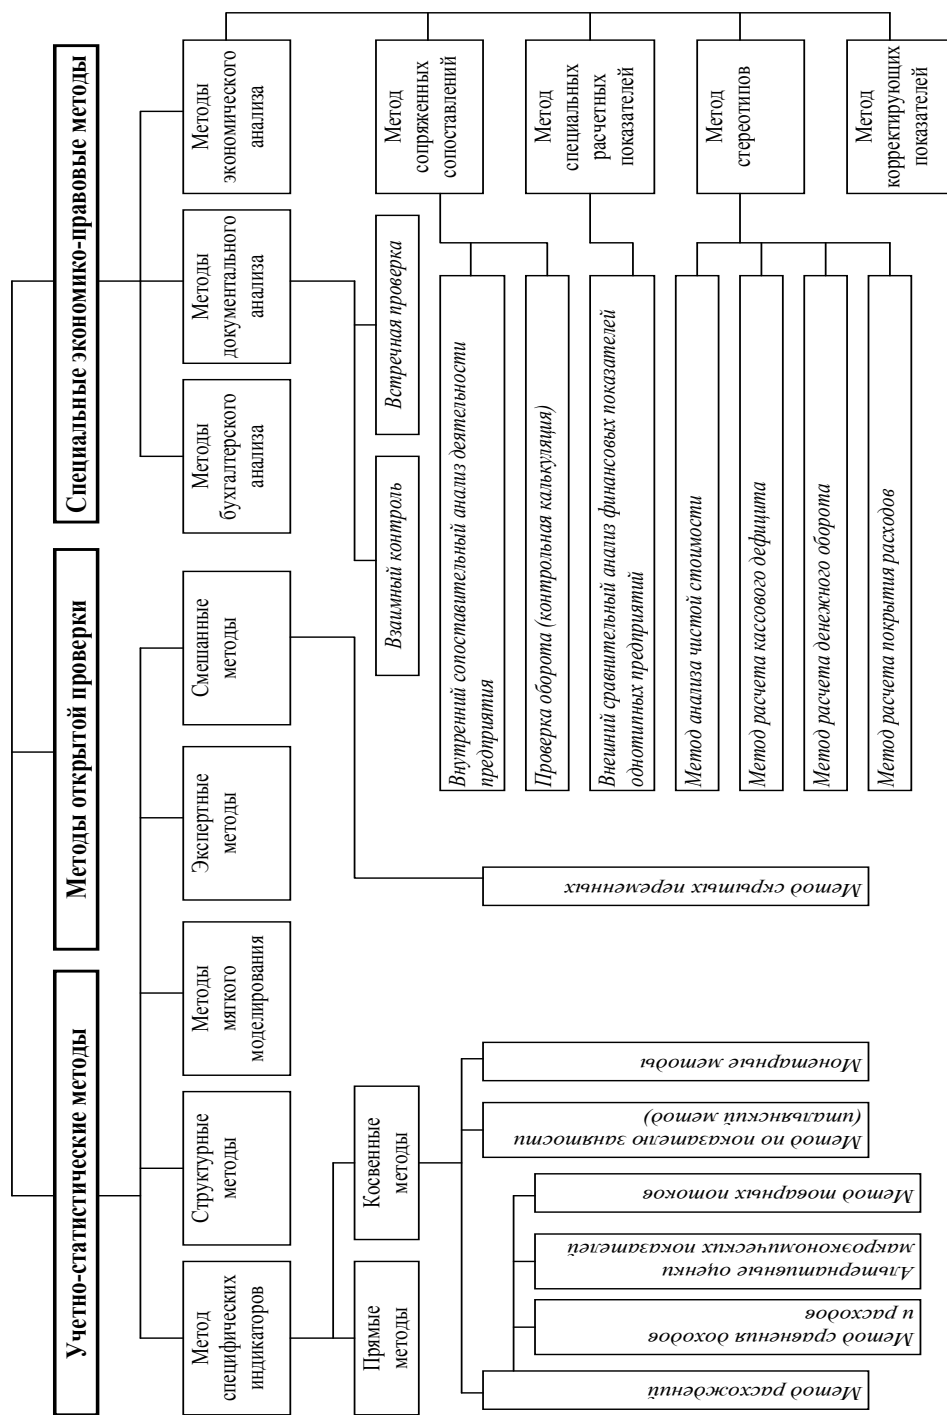 Учетно-статистические методы
Методы открытой проверки
Специальные экономико-правовые методы
Метод
специфических
индикаторов
Структурные
методы
Методы
мягкого
моделирования
Экспертные
методы
Смешанные
методы
Методы
бухгалтерского
анализа
Методы
документального
анализа
Методы
экономического
анализа
Прямые
методы
Косвенные
методы
Взаимный контроль
Встречная проверка
Метод
сопряженных
сопоставлений
Метод
специальных
расчетных
показателей
Метод
стереотипов
Метод
корректирующих
показателей
Внутренний сопоставительный анализ деятельности
предприятия
Проверка оборота (контрольная калькуляция)
Внешний сравнительный анализ финансовых показателей
однотипных предприятий
Метод анализа чистой стоимости
Метод расчета кассового дефицита
Метод расчета денежного оборота
Метод расчета покрытия расходов
Метод скрытых переменных
Метод расхождений
Метод сравнения доходов
и расходов
Альтернативные оценки
макроэкономических показателей
Метод товарных потоков
Метод по показателю занятости
(итальянский метод)
Монетарные методы